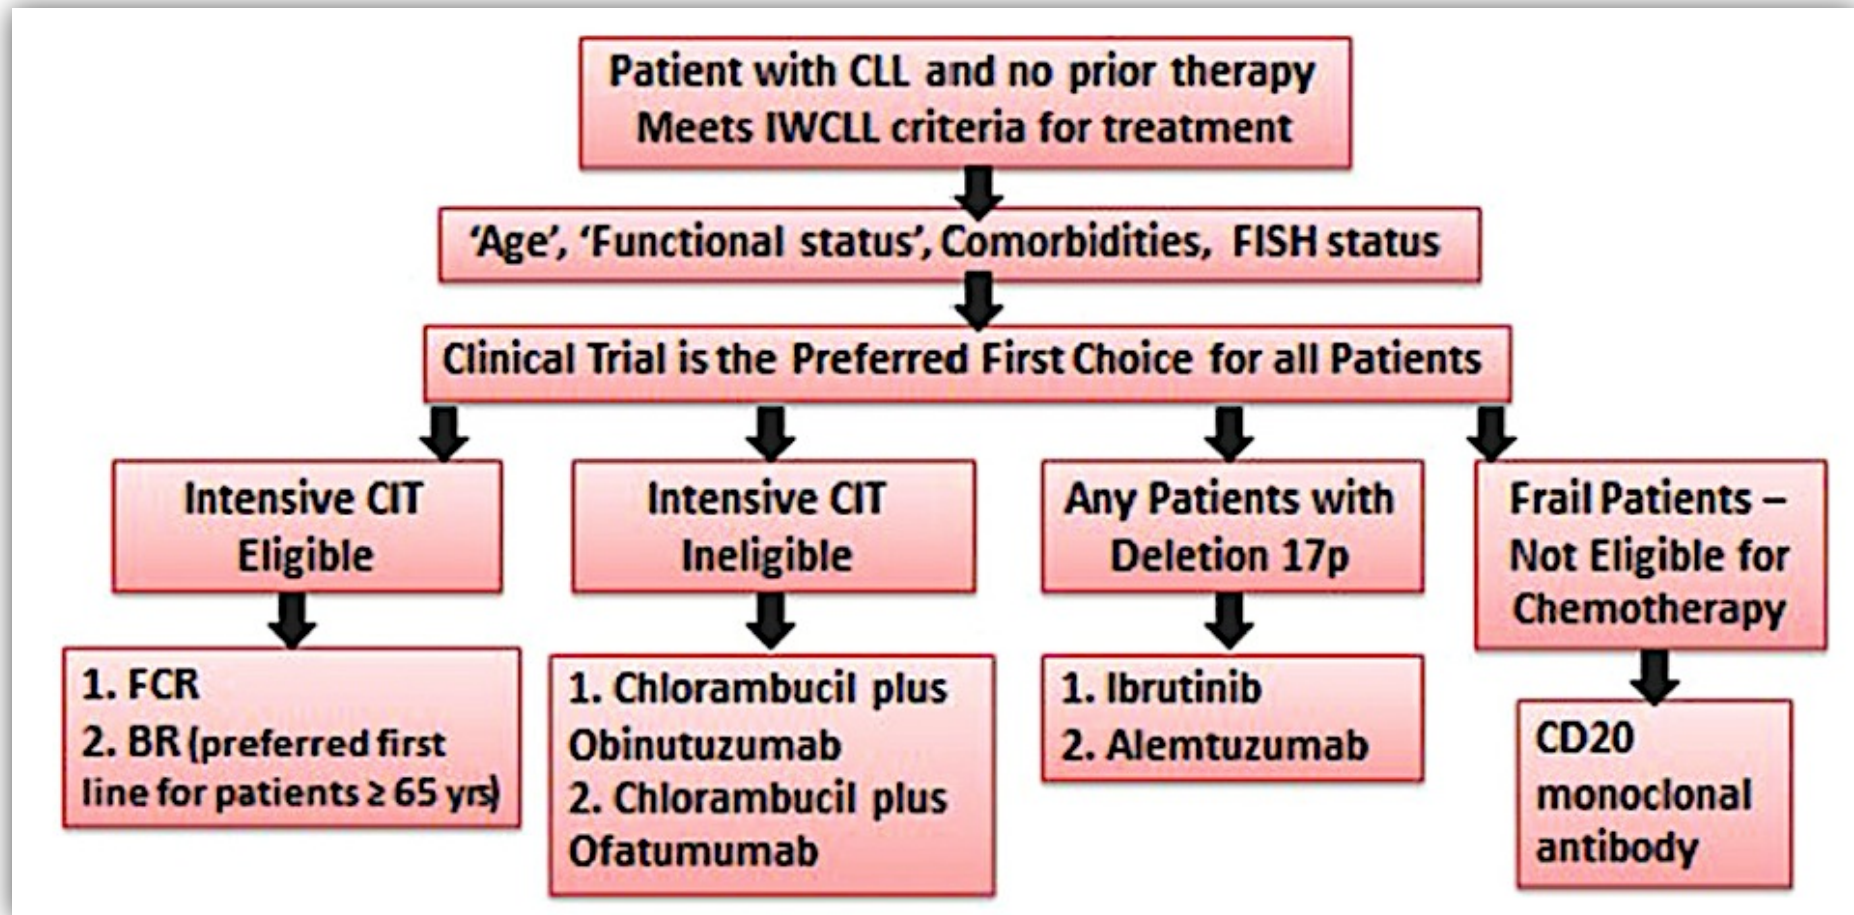 Patient with CLL and no prior therapy
Meets IWCLL criteria for treatment
‘Age’, ‘Functional status’, Comorbidities, FISH status
Clinical Trial is the Preferred First Choice for all Patients
Intensive CIT
Eligible
Intensive CIT
Ineligible
Any Patients with
Deletion 17p
Frail Patients –
Not Eligible for
Chemotherapy
1. FCR
2. BR (preferred first
line for patients ≥ 65 yrs)
1. Chlorambucil plus
Obinutuzumab
2. Chlorambucil plus
Ofatumumab
1. Ibrutinib
2. Alemtuzumab
CD20
monoclonal
antibody